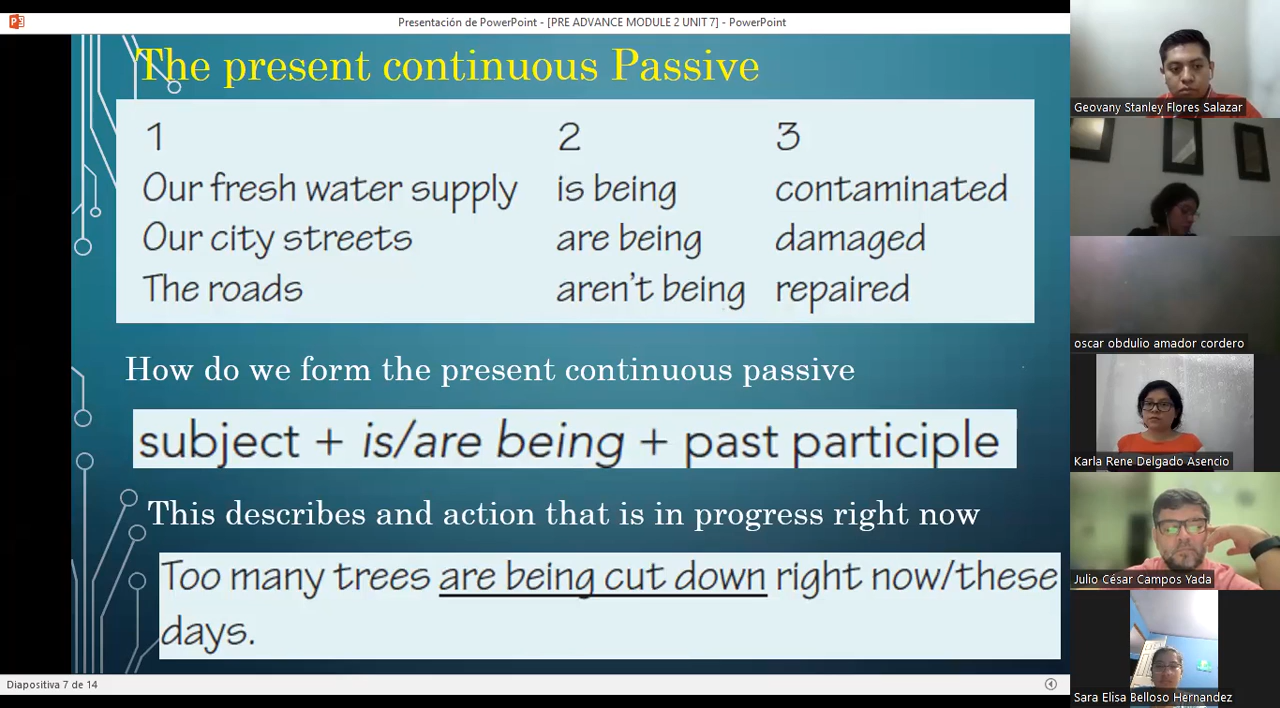 Presentación de PowerPoint - [PRE ADVANCE MODULE 2 UNIT 7] - PowerPoint
The present continuous Passive
1 2 3
Our fresh water supply is being contaminated
Our city streets are being damaged
The roads aren't being repaired
How do we form the present continuous passive
subject + is/are being + past participle
This describes and action that is in progress right now
Too many trees are being cut down right now/these
days.
Diapositiva 7 de 14
Geovany Stanley Flores Salazar
oscar obdulio amador cordero
Karla Rene Delgado Asencio
Julio César Campos Yada
Sara Elisa Belloso Hernandez